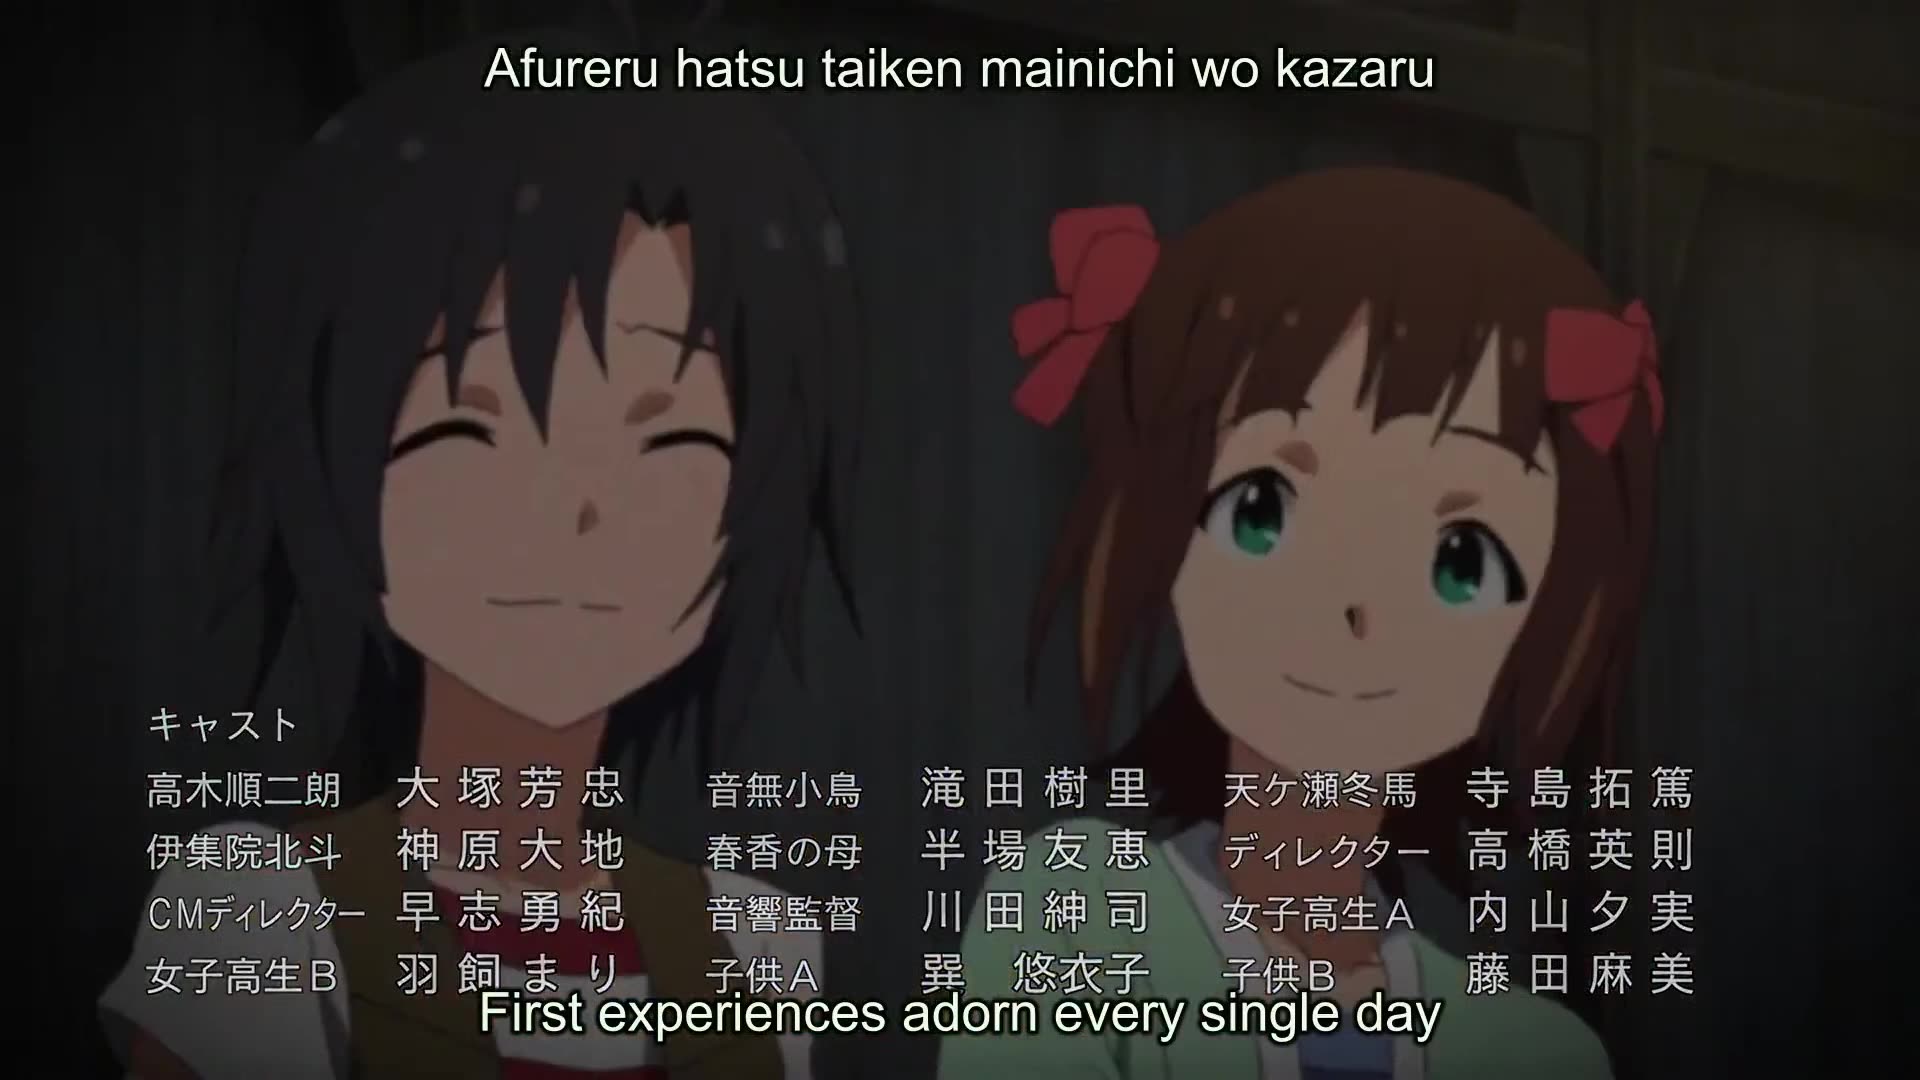 Afureru hatsu taiken mainichi wo kazaru
キャスト
高木順二朗 大塚芳忠 音無小鳥 滝田樹里 天ケ瀬冬馬 寺島拓篤
伊集院北斗 神原大地 春香の母 半場友恵 ディレクター 高橋英則
CMディレクター 早志勇紀 音響監督 川田紳司 女子高生A 内山夕実
女子高生B 羽飼まり 子供A 巽 悠衣子 子供B 藤田麻美
First experiences adorn every single day